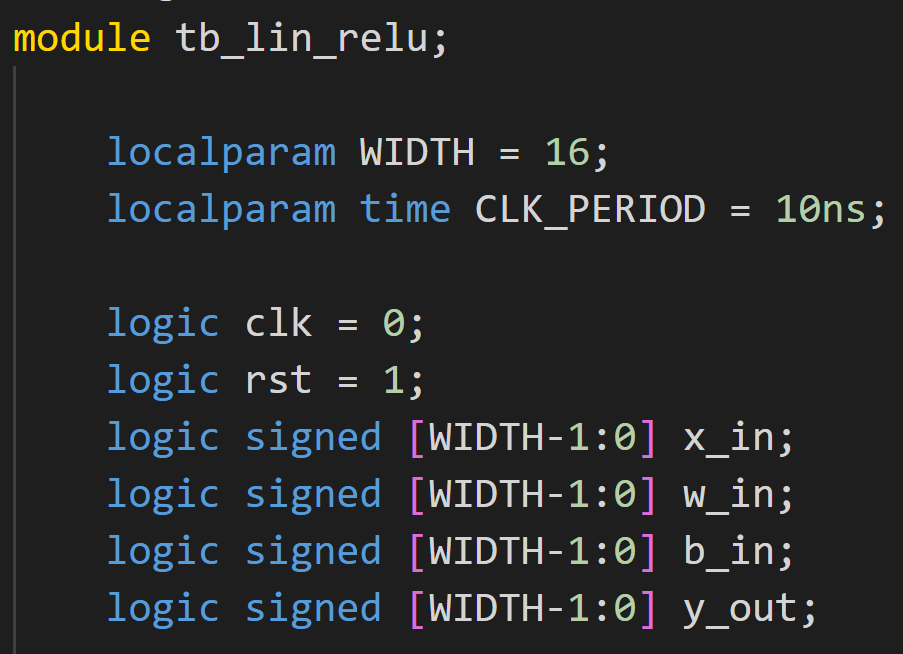 module tb_lin_relu;
localparam WIDTH = 16;
localparam time CLK_PERIOD = 10ns;
logic clk = 0;
logic rst = 1;
logic signed [WIDTH-1:0] x_in;
logic signed [WIDTH-1:0] w_in;
logic signed [WIDTH-1:0] b_in;
logic signed [WIDTH-1:0] y_out;